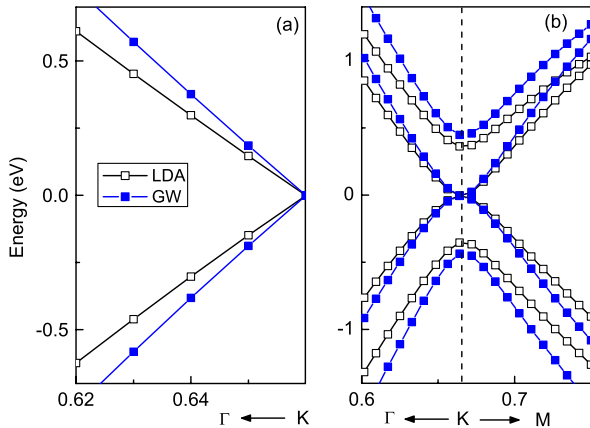 (a)
(b)
0.5
0.0
-0.5
Energy (eV)
LDA
GW
0.62
0.64
Γ
K
1
0
-1
0.6
0.7
Γ
K
M